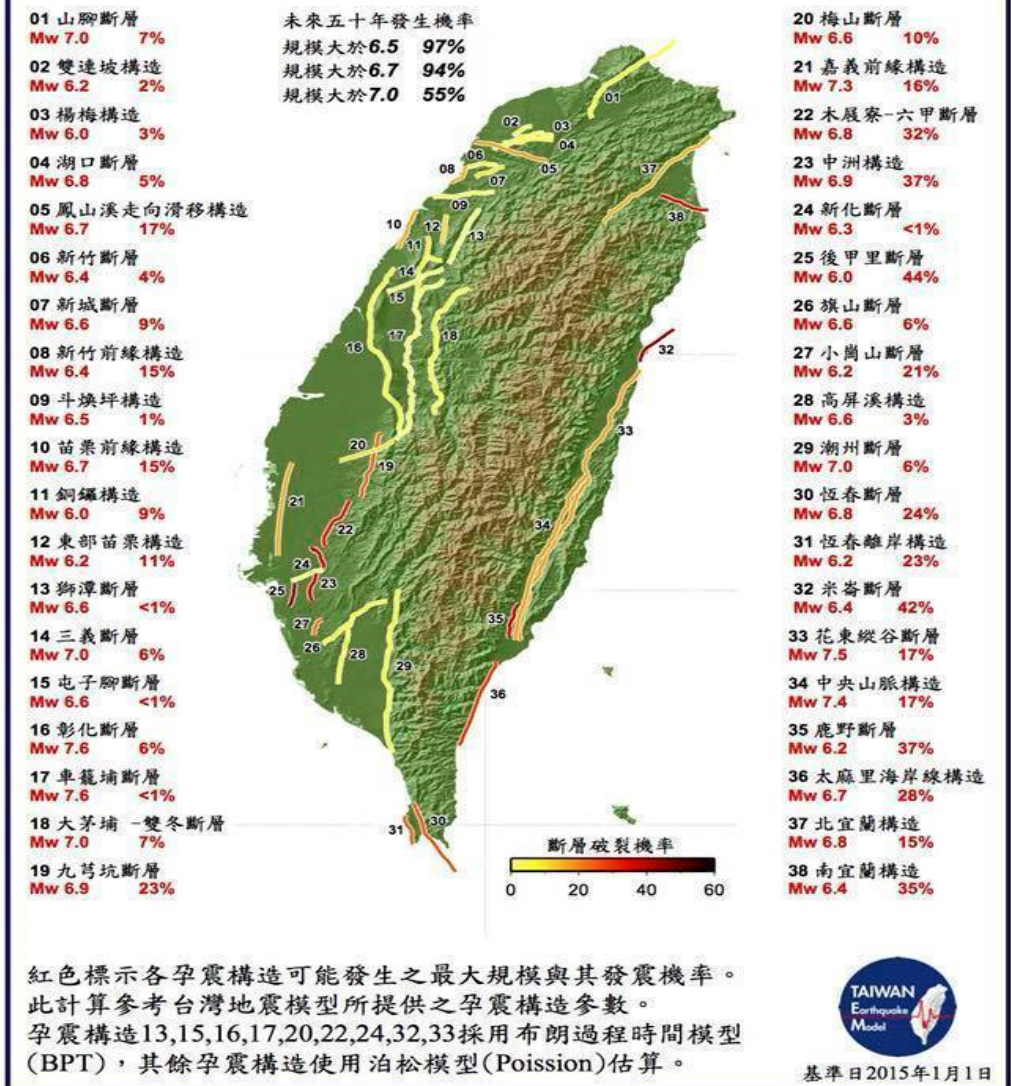 01 山腳斷層
Mw 7.0 7%
02 雙連坡構造
Mw 6.2 2%
03 楊梅構造
Mw 6.0 3%
04 湖口斷層
Mw 6.8 5%
05 鳳山溪走向滑移構造
Mw 6.7 17%
06 新竹斷層
Mw 6.4 4%
07 新城斷層
Mw 6.6 9%
08 新竹前緣構造
Mw 6.4 15%
09 斗煥坪構造
Mw 6.5 1%
10 苗栗前緣構造
Mw 6.7 15%
11 銅鑼構造
Mw 6.0 9%
12 東部苗栗構造
Mw 6.2 11%
13 獅潭斷層
Mw 6.6 <1%
14 三義斷層
Mw 7.0 6%
15 屯子腳斷層
Mw 6.6 <1%
16 彰化斷層
Mw 7.6 6%
17 車籠埔斷層
Mw 7.6 <1%
18 大茅埔 -雙冬斷層
Mw 7.0 7%
19 九芎坑斷層
Mw 6.9 23%
未來五十年發生機率
規模大於6.5 97%
規模大於6.7 94%
規模大於7.0 55%
01
02
03
04
05
06
07
08
09
10
11
12
13
14
15
16
17
18
19
20
21
22
23
24
25
26
27
28
29
30
31
32
33
34
35
36
37
38
斷層破裂機率
0 20 40 60
20 梅山斷層
Mw 6.6 10%
21 嘉義前緣構造
Mw 7.3 16%
22 木屐寮-六甲斷層
Mw 6.8 32%
23 中洲構造
Mw 6.9 37%
24 新化斷層
Mw 6.3 <1%
25 後甲里斷層
Mw 6.0 44%
26 旗山斷層
Mw 6.6 6%
27 小崗山斷層
Mw 6.2 21%
28 高屏溪構造
Mw 6.6 3%
29 潮州斷層
Mw 7.0 6%
30 恆春斷層
Mw 6.8 24%
31 恆春離岸構造
Mw 6.2 23%
32 米崙斷層
Mw 6.4 42%
33 花東縱谷斷層
Mw 7.5 17%
34 中央山脈構造
Mw 7.4 17%
35 鹿野斷層
Mw 6.2 37%
36 太麻里海岸線構造
Mw 6.7 28%
37 北宜蘭構造
Mw 6.8 15%
38 南宜蘭構造
Mw 6.4 35%
紅色標示各孕震構造可能發生之最大規模與其發震機率。
此計算參考台灣地震模型所提供之孕震構造參數。
孕震構造13,15,16,17,20,22,24,32,33採用布朗過程時間模型
(BPT)，其餘孕震構造使用泊松模型(Poission)估算。
TAIWAN
Earthquake
Model
基準日2015年1月1日